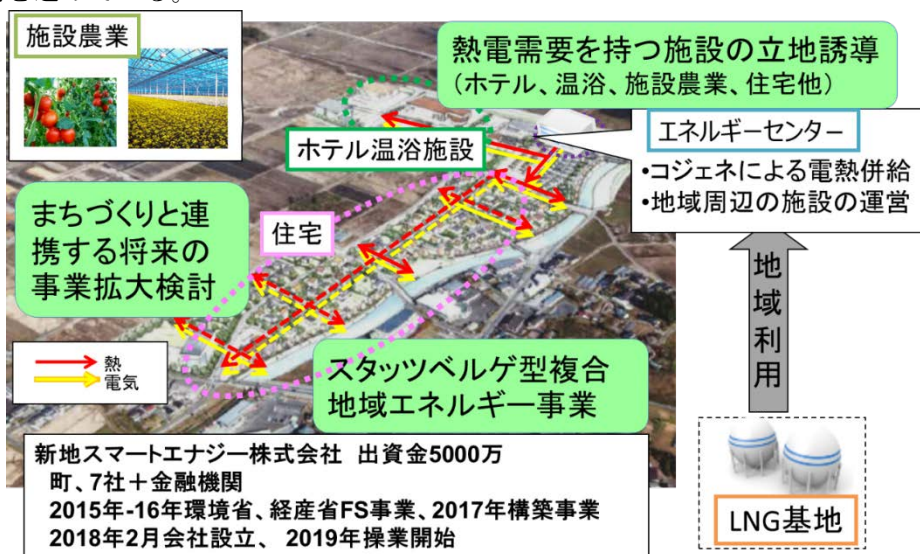 施設農業
熱電需要を持つ施設の立地誘導
(ホテル、温浴、施設農業、住宅他)
エネルギーセンター
•コジェネによる電熱併給
•地域周辺の施設の運営
ホテル温浴施設
住宅
まちづくりと連
携する将来の
事業拡大検討
熱
電気
スタッツベルゲ型複合
地域エネルギー事業
地域利用
LNG基地
新地スマートエナジー株式会社 出資金5000万
町、7社+金融機関
2015年-16年環境省、経産省FS事業、2017年構築事業
2018年2月会社設立、 2019年操業開始